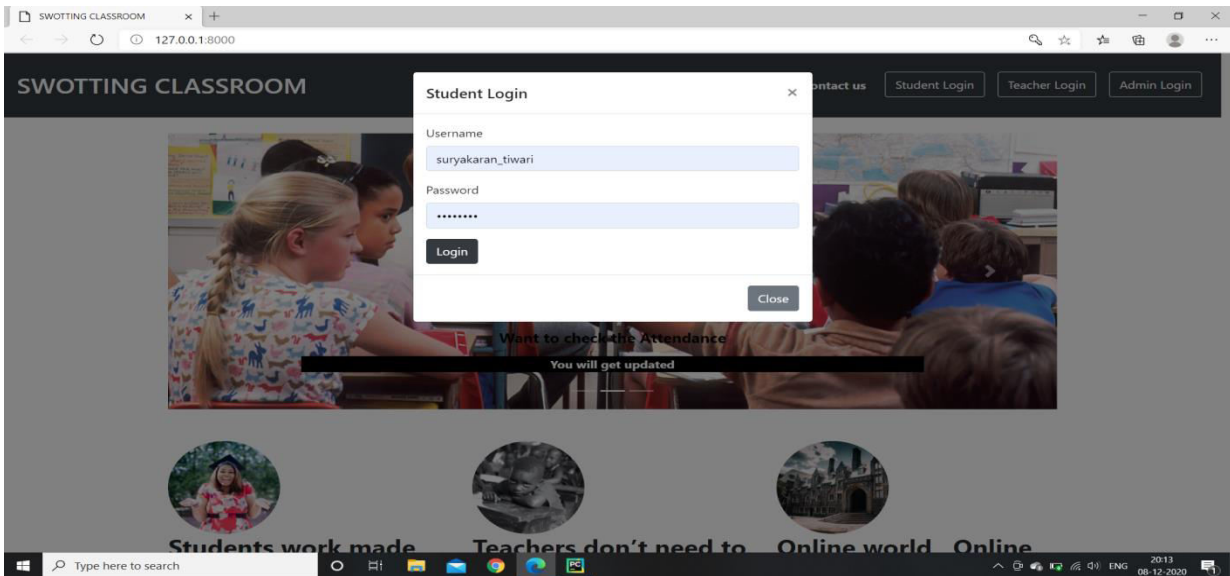 SWOTTING CLASSROOM
127.0.0.1:8000
SWOTTING CLASSROOM
ontact us
Student Login
Teacher Login
Admin Login
Student Login
Username
suryakaran_tiwari
Password
Login
Close
Want to check the Attendance
You will get updated
Students work made
Teachers don't need to
Online world Online
Type here to search
PC
ENG
20:13
08-12-2020